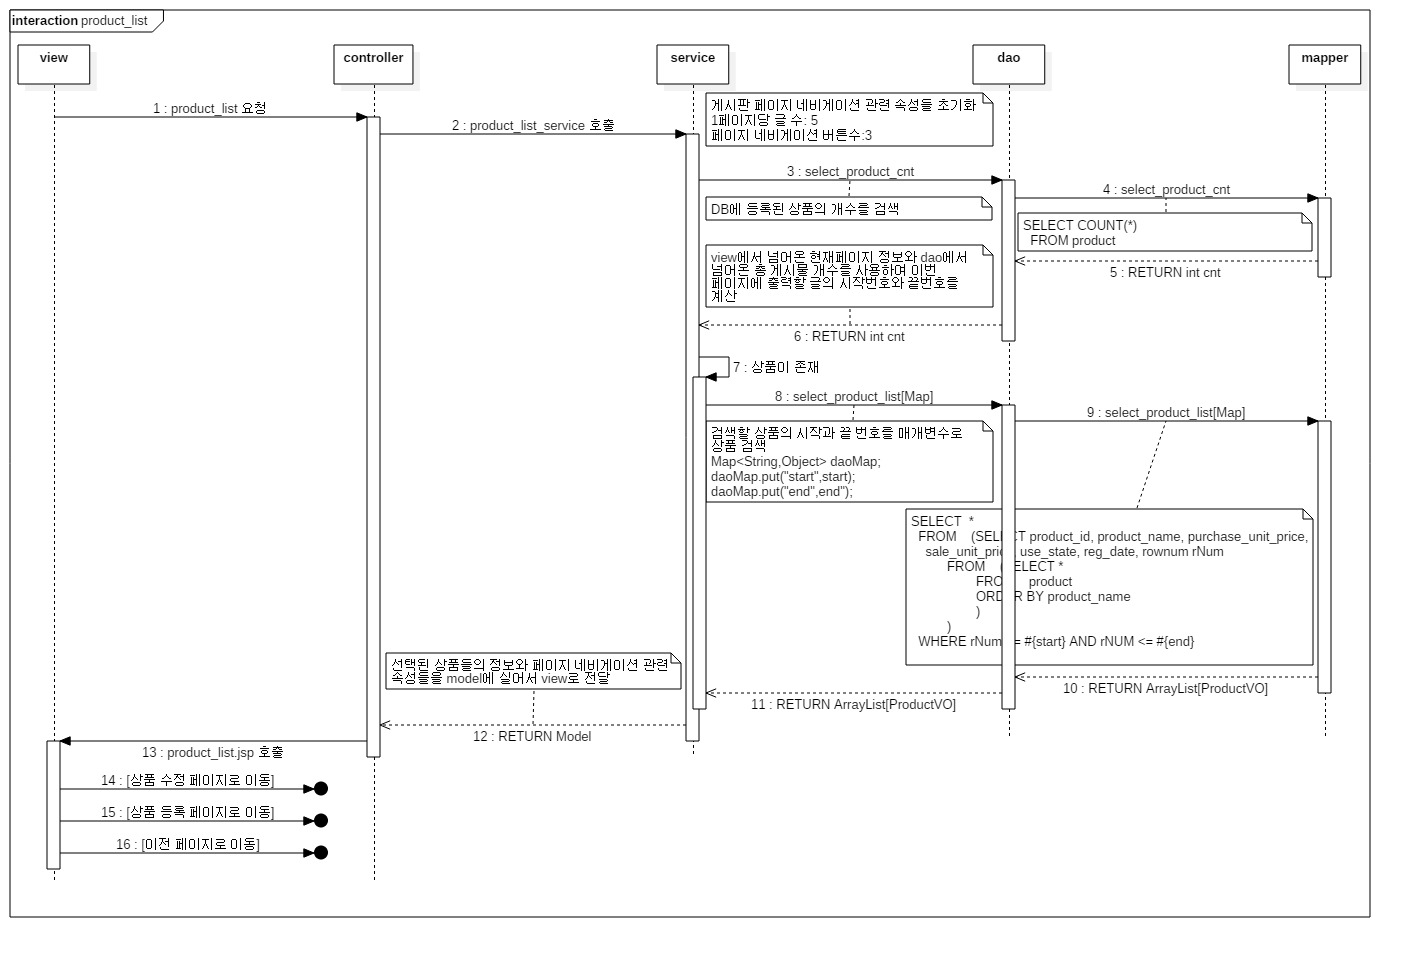 interaction product_list
view
controller
service
dao
mapper
1 : product_list 요청
2 : product_list_service 호출
게시판 페이지 네비게이션 관련 속성들 초기화
1페이지당 글 수: 5
페이지 네비게이션 버튼수:3
3 : select_product_cnt
4 : select_product_cnt
DB에 등록된 상품의 개수를 검색
SELECT COUNT(*)
FROM product
5 : RETURN int cnt
view에서 넘어온 현재페이지 정보와 dao에서
넘어온 총 게시물 개수를 사용하여 이번
페이지에 출력할 글의 시작번호와 끝번호를
계산
6 : RETURN int cnt
7 : 상품이 존재
8 : select_product_list[Map]
9 : select_product_list[Map]
검색할 상품의 시작과 끝 번호를 매개변수로
상품 검색
Map<String,Object> daoMap;
daoMap.put("start",start);
daoMap.put("end",end");
SELECT *
FROM (SELECT product_id, product_name, purchase_unit_price,
sale_unit_price, use_state, reg_date, rownum rNum
FROM (SELECT *
FROM product
ORDER BY product_name
)
)
WHERE rNum >= #{start} AND rNUM <= #{end}
선택된 상품들의 정보와 페이지 네비게이션 관련
속성들을 model에 실어서 view로 전달
10 : RETURN ArrayList[ProductVO]
11 : RETURN ArrayList[ProductVO]
12 : RETURN Model
13 : product_list.jsp 호출
14 : [상품 수정 페이지로 이동]
15 : [상품 등록 페이지로 이동]
16 : [이전 페이지로 이동]